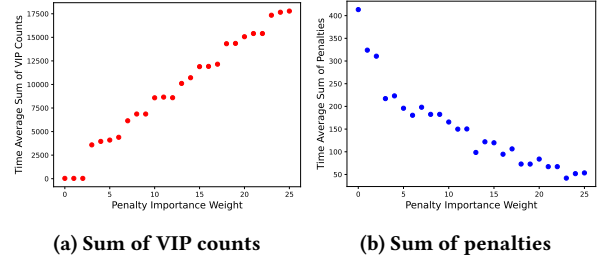 17500
15000
12500
10000
7500
5000
2500
0
Time Average Sum of VIP Counts
0 5 10 15 20 25
Penalty Importance Weight
(a) Sum of VIP counts
400
350
300
250
200
150
100
50
Time Average Sum of Penalties
0 5 10 15 20 25
Penalty Importance Weight
(b) Sum of penalties